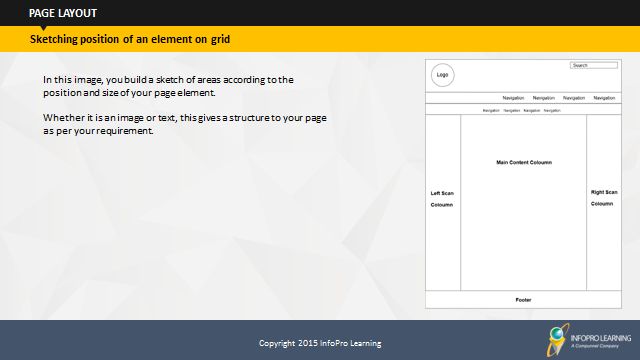 PAGE LAYOUT
Sketching position of an element on grid
In this image, you build a sketch of areas according to the
position and size of your page element.
Whether it is an image or text, this gives a structure to your page
as per your requirement.
Logo
Search
Navigation Navigation Navigation Navigation
Navigation Navigation Navigation Navigation
Main Content Coloumn
Left Scan
Coloumn
Right Scan
Coloumn
Footer
Copyright 2015 InfoPro Learning
INFOPRO LEARNING
A Compunnel Company